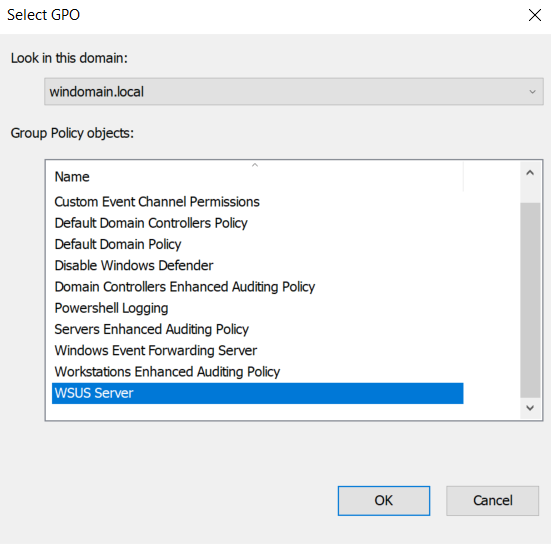 Select GPO
Look in this domain:
windomain.local
Group Policy objects:
Name
Custom Event Channel Permissions
Default Domain Controllers Policy
Default Domain Policy
Disable Windows Defender
Domain Controllers Enhanced Auditing Policy
Powershell Logging
Servers Enhanced Auditing Policy
Windows Event Forwarding Server
Workstations Enhanced Auditing Policy
WSUS Server
OK Cancel